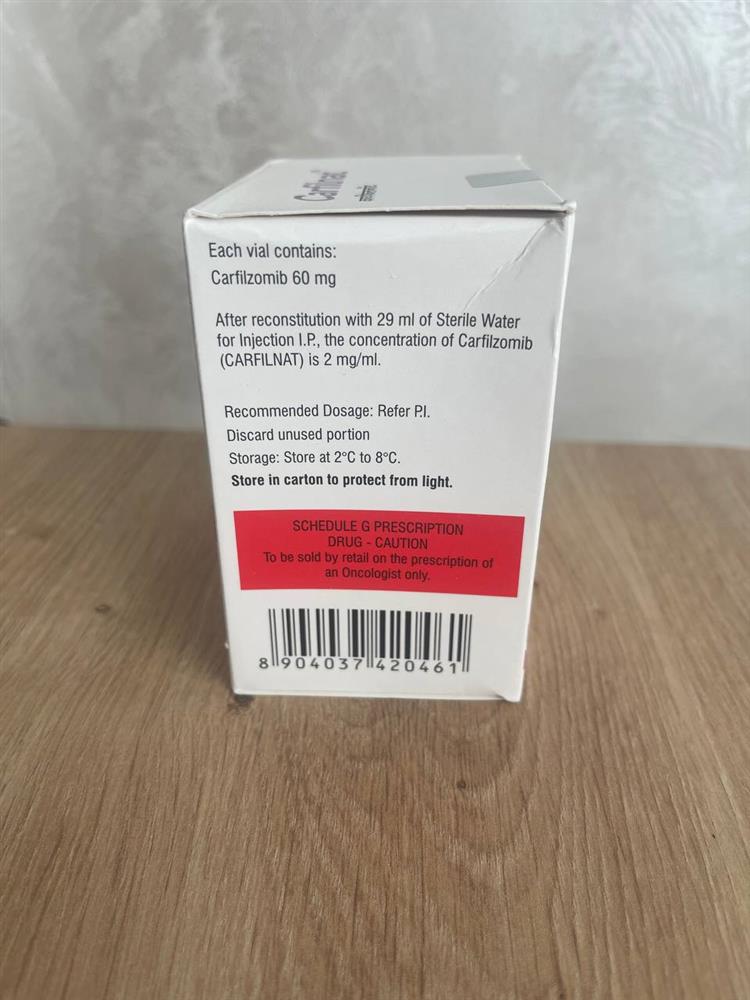 Carfilnat
Each vial contains:
Carfilzomib 60 mg
After reconstitution with 29 ml of Sterile Water
for Injection I.P., the concentration of Carfilzomib
(CARFILNAT) is 2 mg/ml.
Recommended Dosage: Refer P.I.
Discard unused portion
Storage: Store at 2°C to 8°C.
Store in carton to protect from light.
SCHEDULE G PRESCRIPTION
DRUG - CAUTION
To be sold by retail on the prescription of
an Oncologist only.
8 904037 420461